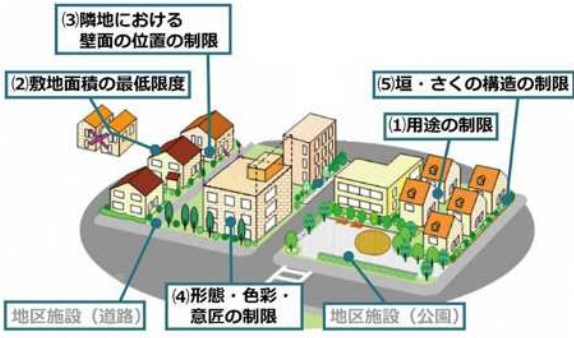 ⑶隣地における
壁面の位置の制限
⑵敷地面積の最低限度
⑸垣・さくの構造の制限
⑴用途の制限
地区施設（道路）
⑷形態・色彩・
意匠の制限
地区施設（公園）